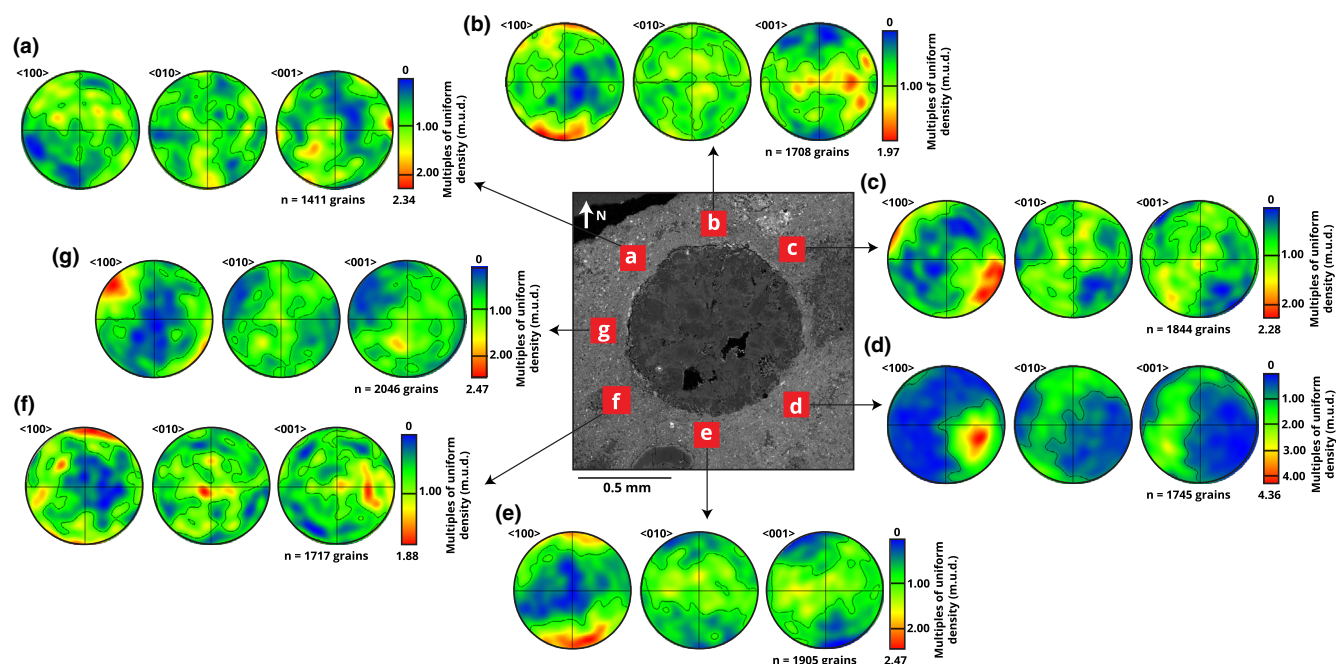 (a)
<100>
<010>
<001>
0
1.00
2.00
2.34
Multiples of uniform
density (m.u.d.)
n = 1411 grains
(b)
<100>
<010>
<001>
0
1.00
1.97
Multiples of uniform
density (m.u.d.)
n = 1708 grains
(c)
<100>
<010>
<001>
0
1.00
2.00
2.28
Multiples of uniform
density (m.u.d.)
n = 1844 grains
(g)
<100>
<010>
<001>
0
1.00
2.00
2.47
Multiples of uniform
density (m.u.d.)
n = 2046 grains
N
a
b
c
g
f
e
d
0.5 mm
(d)
<100>
<010>
<001>
0
1.00
2.00
3.00
4.00
4.36
Multiples of uniform
density (m.u.d.)
n = 1745 grains
(f)
<100>
<010>
<001>
0
1.00
1.88
Multiples of uniform
density (m.u.d.)
n = 1717 grains
(e)
<100>
<010>
<001>
0
1.00
2.00
2.47
Multiples of uniform
density (m.u.d.)
n = 1905 grains